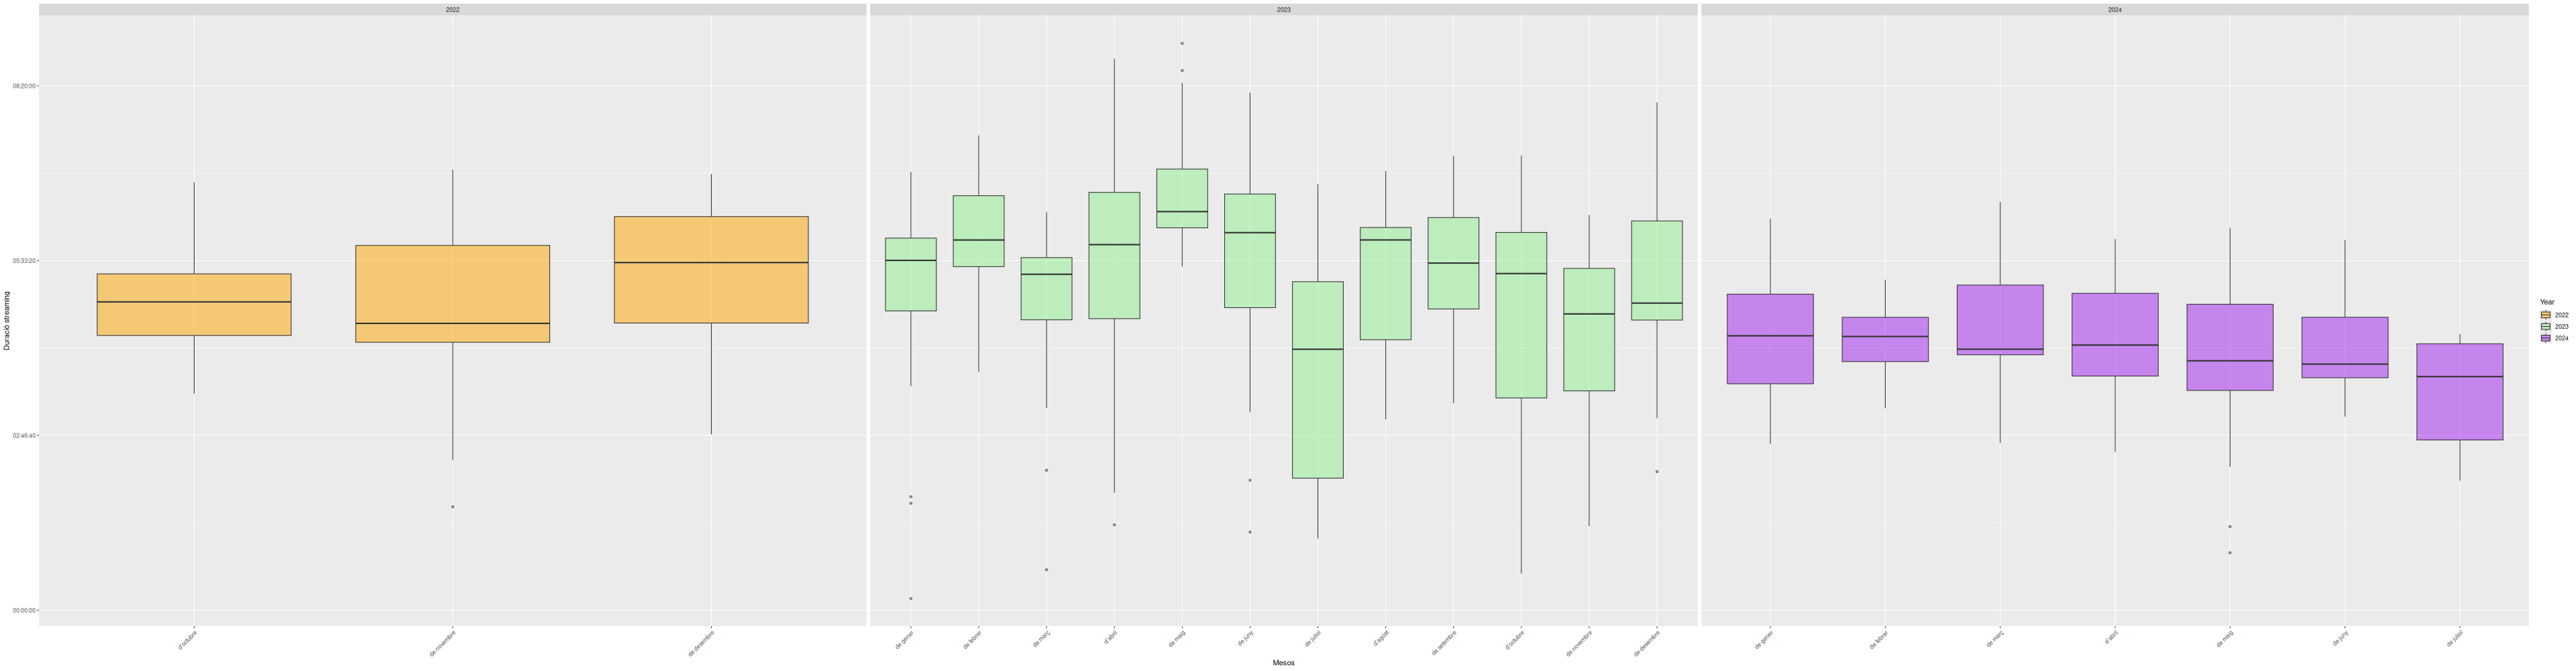 2022
2023
2024
08:20:00
05:33:20
02:46:40
00:00:00
Duració streaming
d'octubre
de novembre
de desembre
de gener
de febrer
de març
d'abril
de maig
de juny
de juliol
d'agost
de setembre
d'octubre
de novembre
de desembre
de gener
de febrer
de març
d'abril
de maig
de juny
de juliol
Mesos
Year
2022
2023
2024